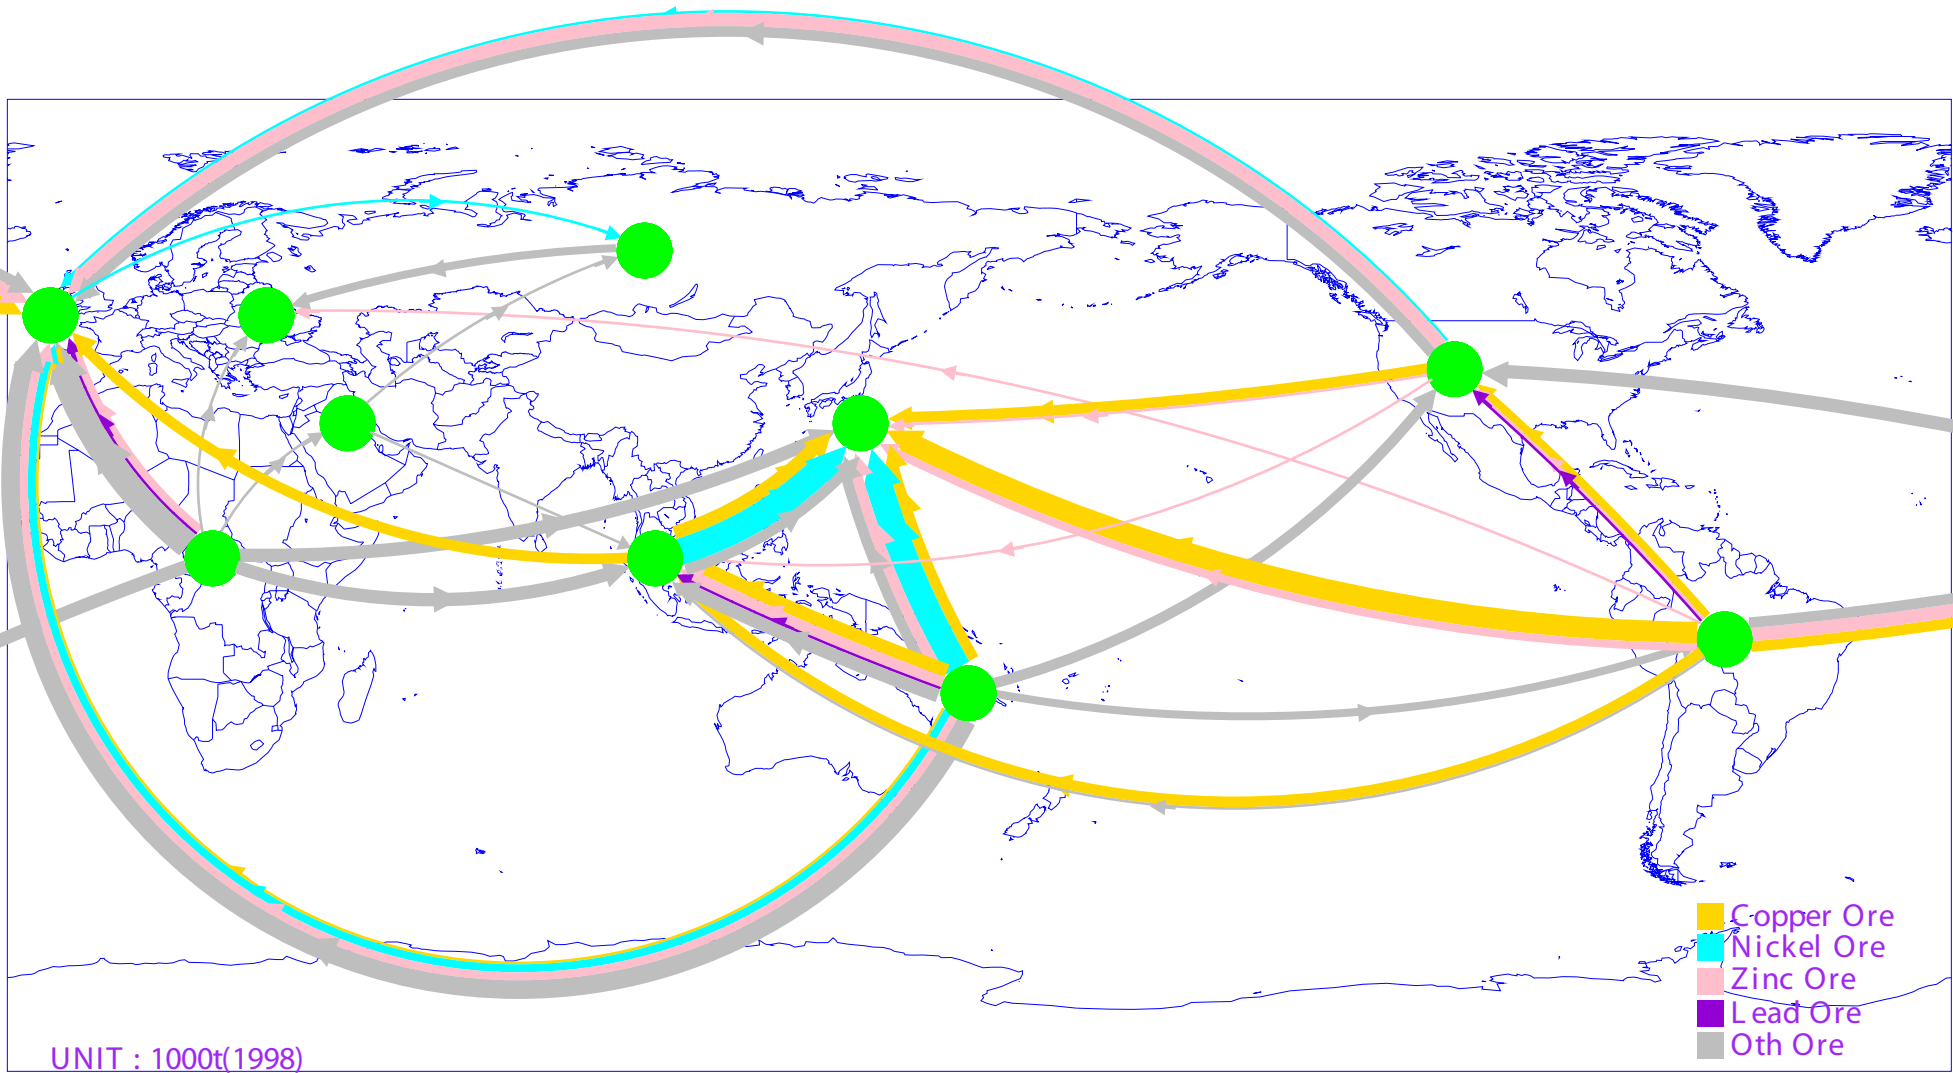 Copper Ore
Nickel Ore
Zinc Ore
Lead Ore
Oth Ore
UNIT : 1000t(1998)